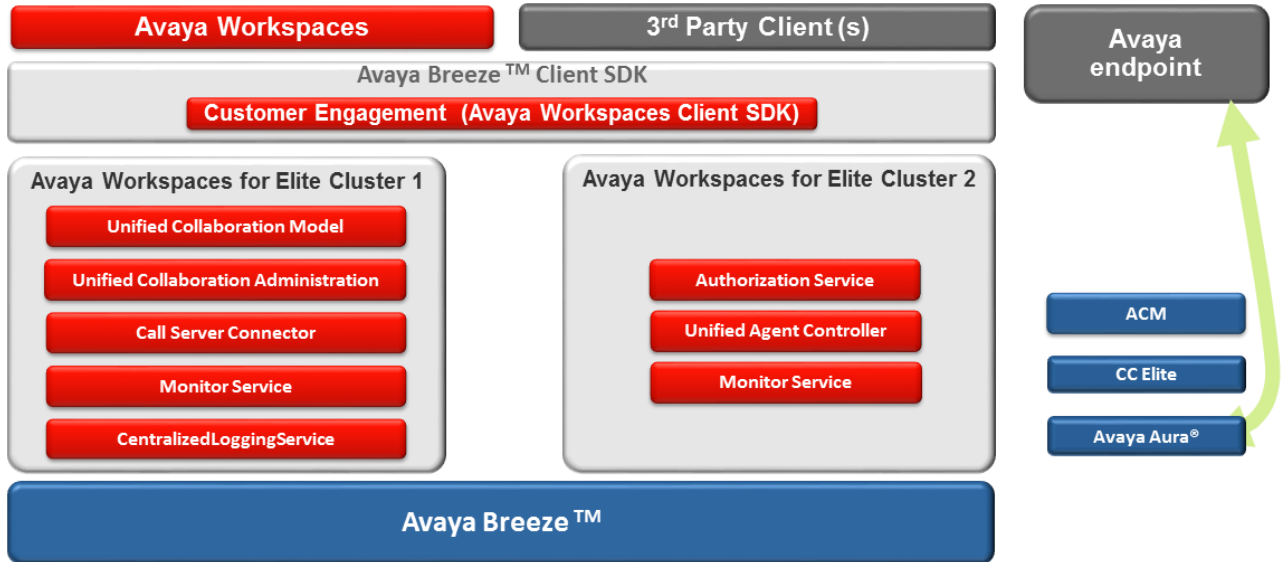 Avaya Workspaces
3rd Party Client (s)
Avaya
endpoint
Avaya Breeze ™ Client SDK
Customer Engagement (Avaya Workspaces Client SDK)
Avaya Workspaces for Elite Cluster 1
Unified Collaboration Model
Unified Collaboration Administration
Call Server Connector
Monitor Service
CentralizedLoggingService
Avaya Workspaces for Elite Cluster 2
Authorization Service
Unified Agent Controller
Monitor Service
ACM
CC Elite
Avaya Aura®
Avaya Breeze ™